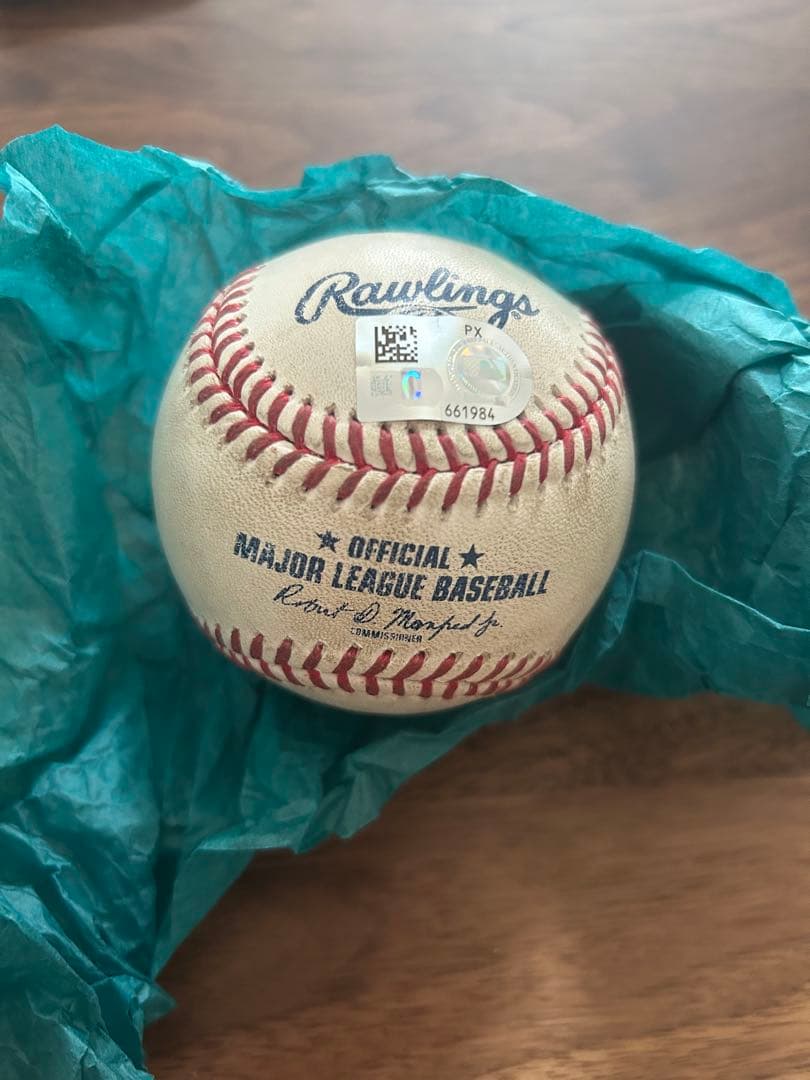 Rawlings
PX
661984
★ OFFICIAL ★
MAJOR LEAGUE BASEBALL
Robert D. Manfred Jr.
COMMISSIONER